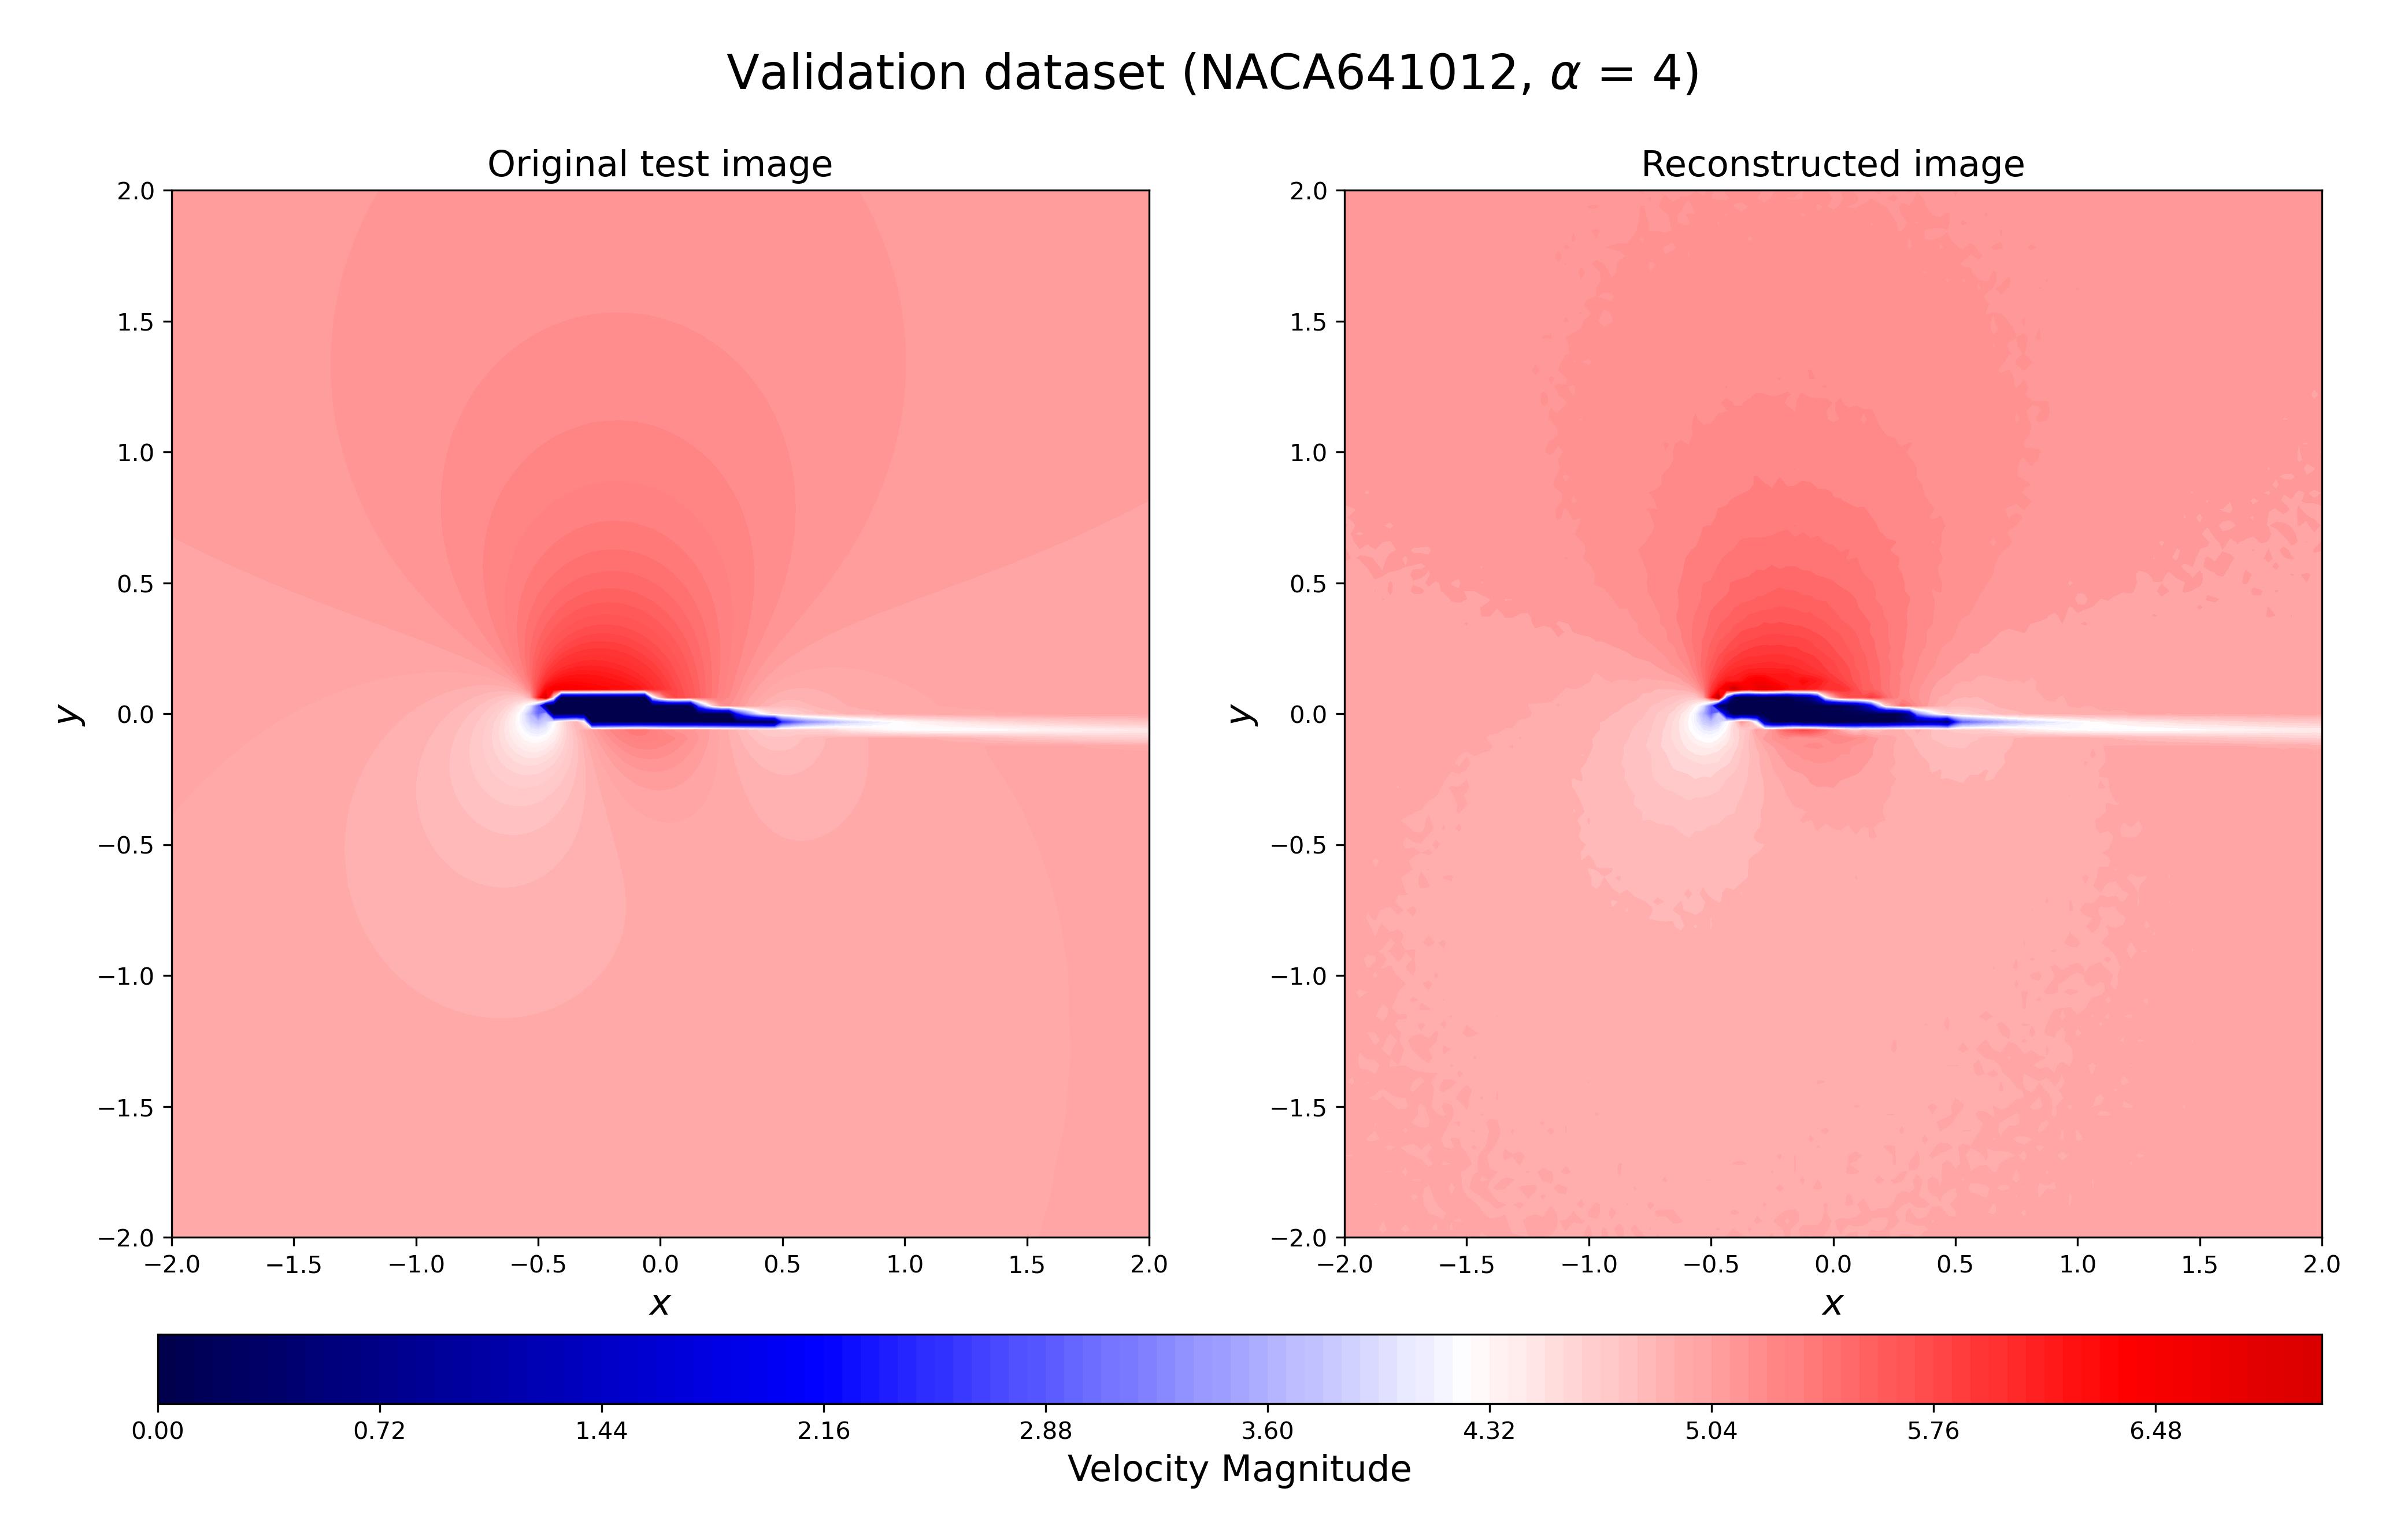 Validation dataset (NACA641012, α = 4)
Original test image
2.0
1.5
1.0
0.5
0.0
−0.5
−1.0
−1.5
−2.0
y
−2.0 −1.5 −1.0 −0.5 0.0 0.5 1.0 1.5 2.0
x
Reconstructed image
2.0
1.5
1.0
0.5
0.0
−0.5
−1.0
−1.5
−2.0
y
−2.0 −1.5 −1.0 −0.5 0.0 0.5 1.0 1.5 2.0
x
0.00 0.72 1.44 2.16 2.88 3.60 4.32 5.04 5.76 6.48
Velocity Magnitude